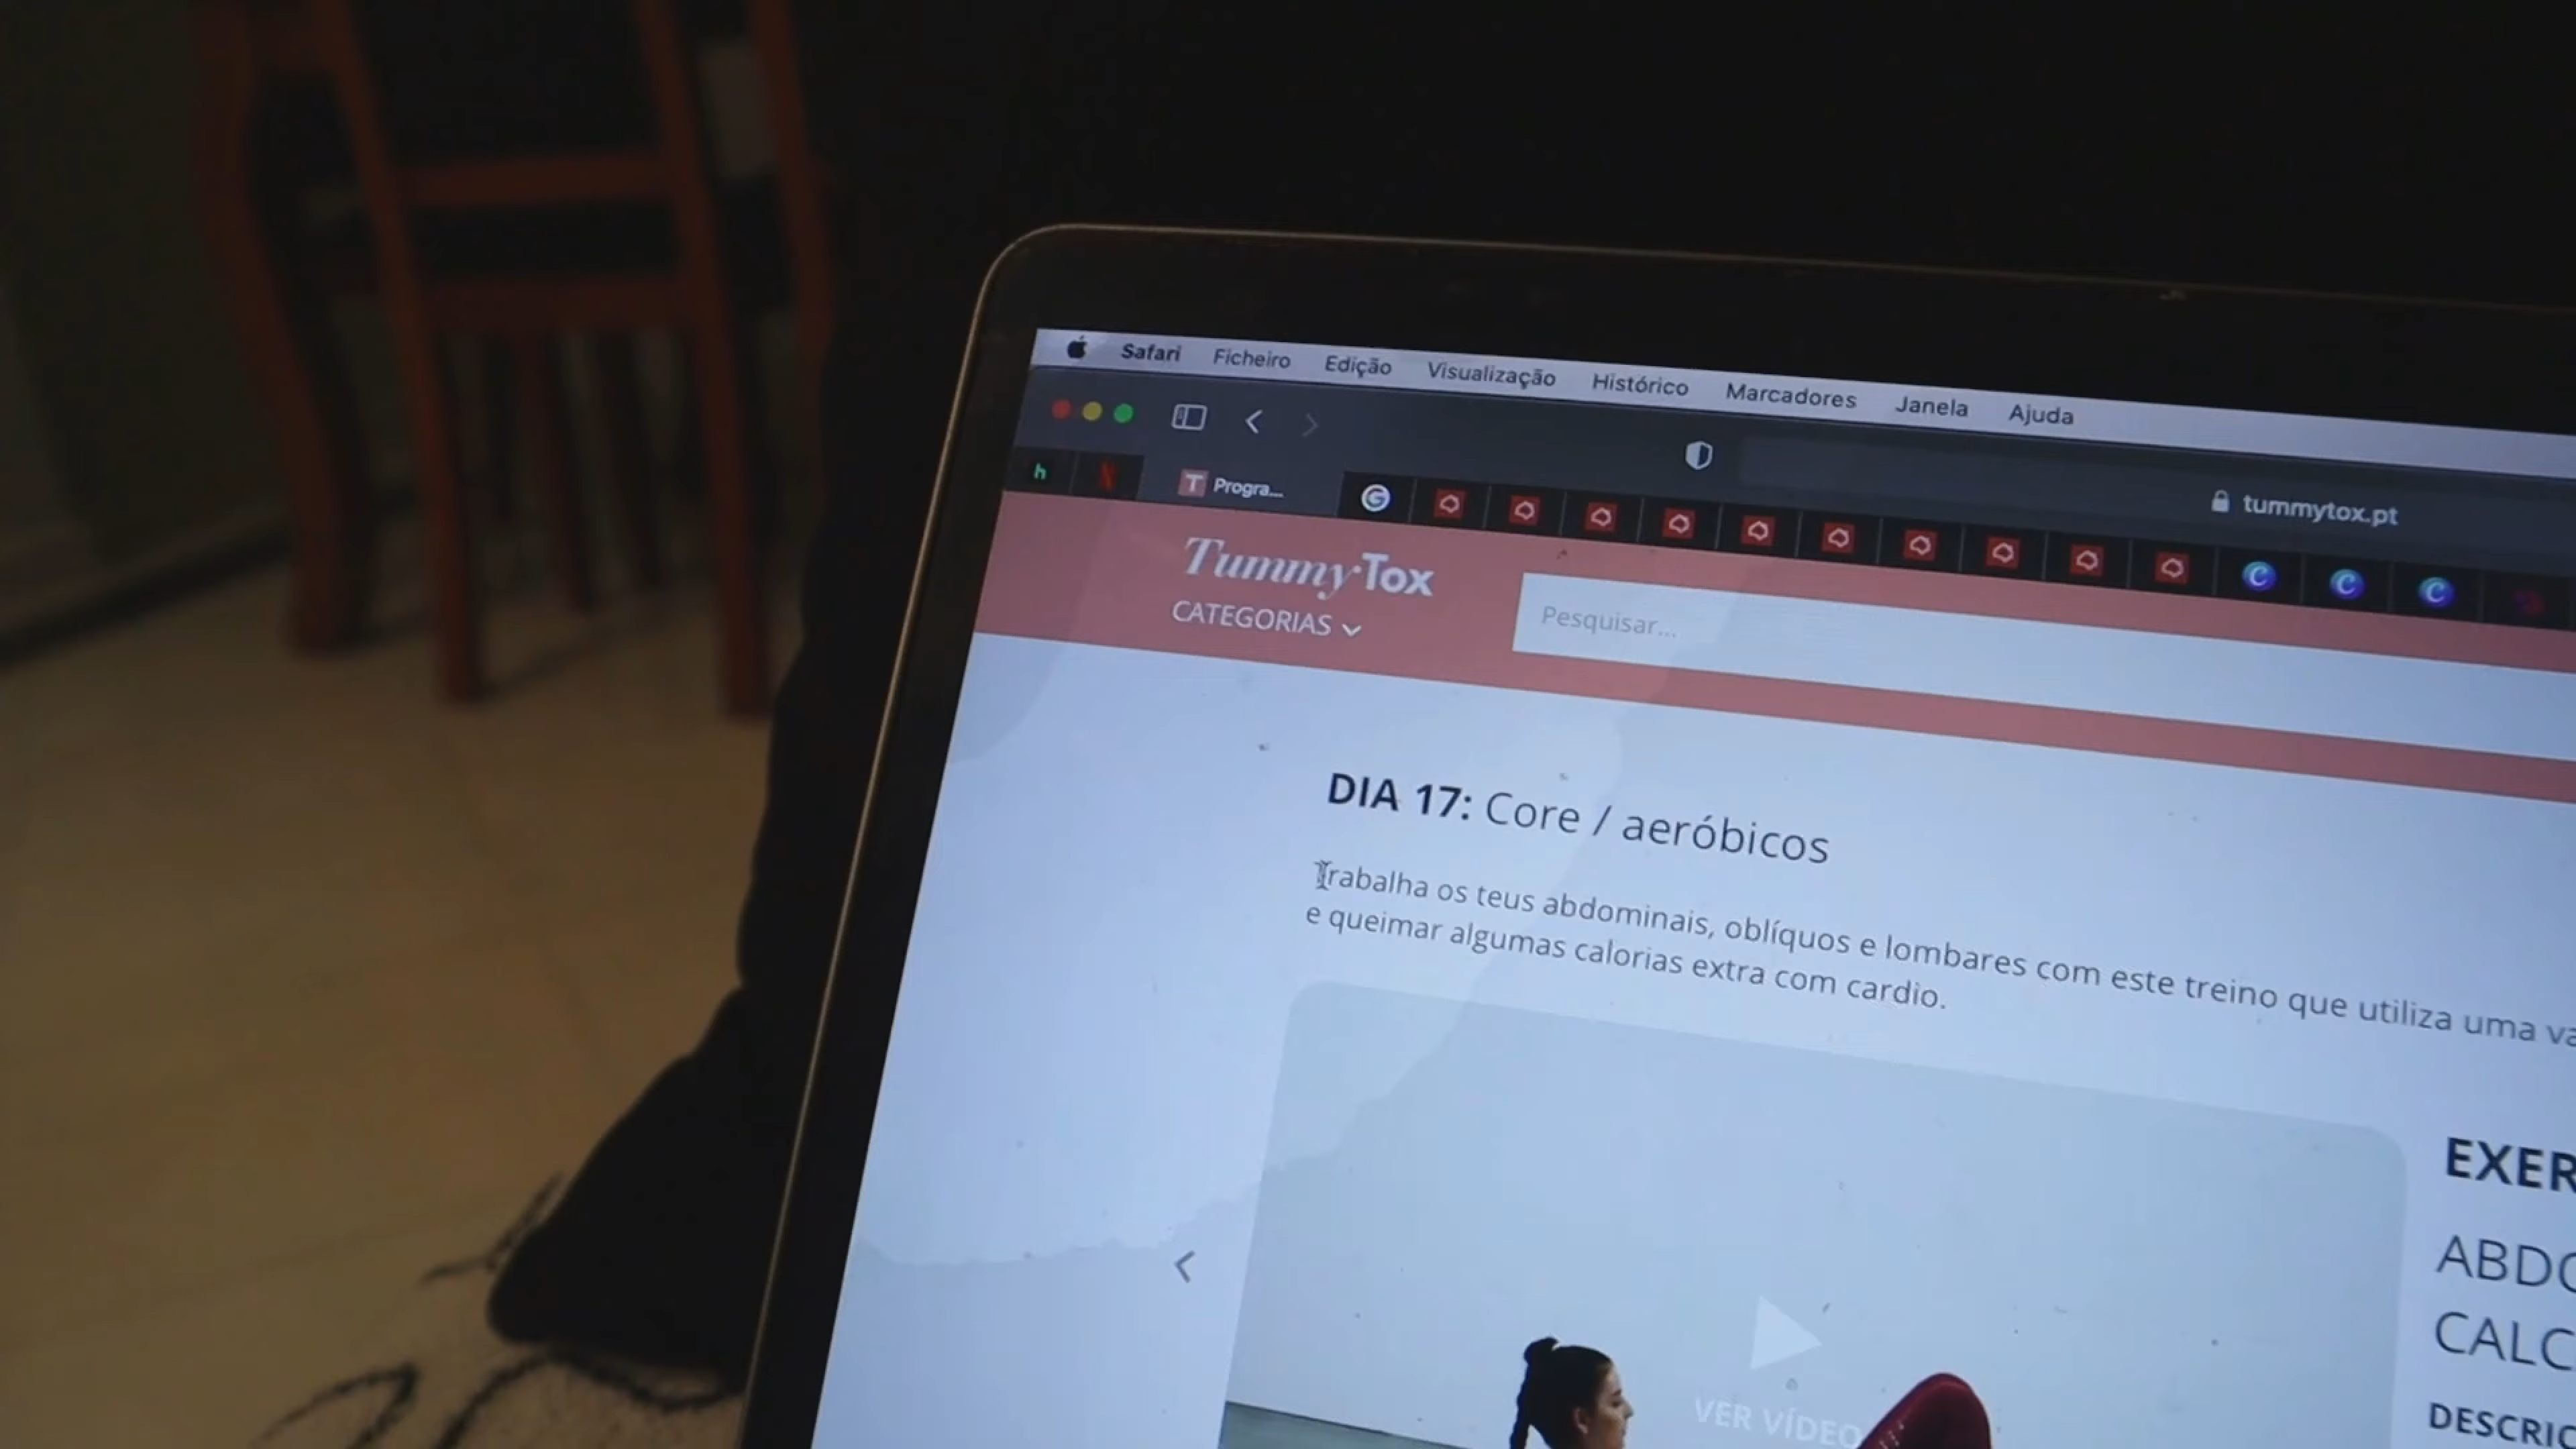 Safari Ficheiro Edição Visualização Histórico Marcadores Janela Ajuda
tummytox.pt
h N T Progra... G C C C
TummyTox
CATEGORIAS
Pesquisar...
DIA 17: Core / aeróbicos
Trabalha os teus abdominais, oblíquos e lombares com este treino que utiliza uma va
e queimar algumas calorias extra com cardio.
EXER
ABDO
CALC
VER VÍDEO
DESCRIÇ